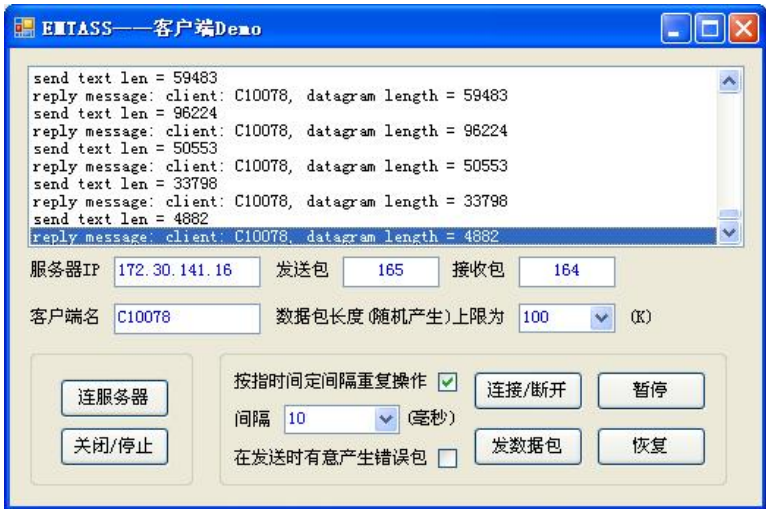 EMTASS——客户端Demo
send text len = 59483
reply message: client: C10078, datagram length = 59483
send text len = 96224
reply message: client: C10078, datagram length = 96224
send text len = 50553
reply message: client: C10078, datagram length = 50553
send text len = 33798
reply message: client: C10078, datagram length = 33798
send text len = 4882
reply message: client: C10078, datagram length = 4882
服务器IP 172.30.141.16 发送包 165 接收包 164
客户端名 C10078 数据包长度(随机产生)上限为 100 (K)
连服务器
关闭/停止
按指时间定间隔重复操作 连接/断开 暂停
间隔 10 (毫秒)
在发送时有意产生错误包 发数据包 恢复